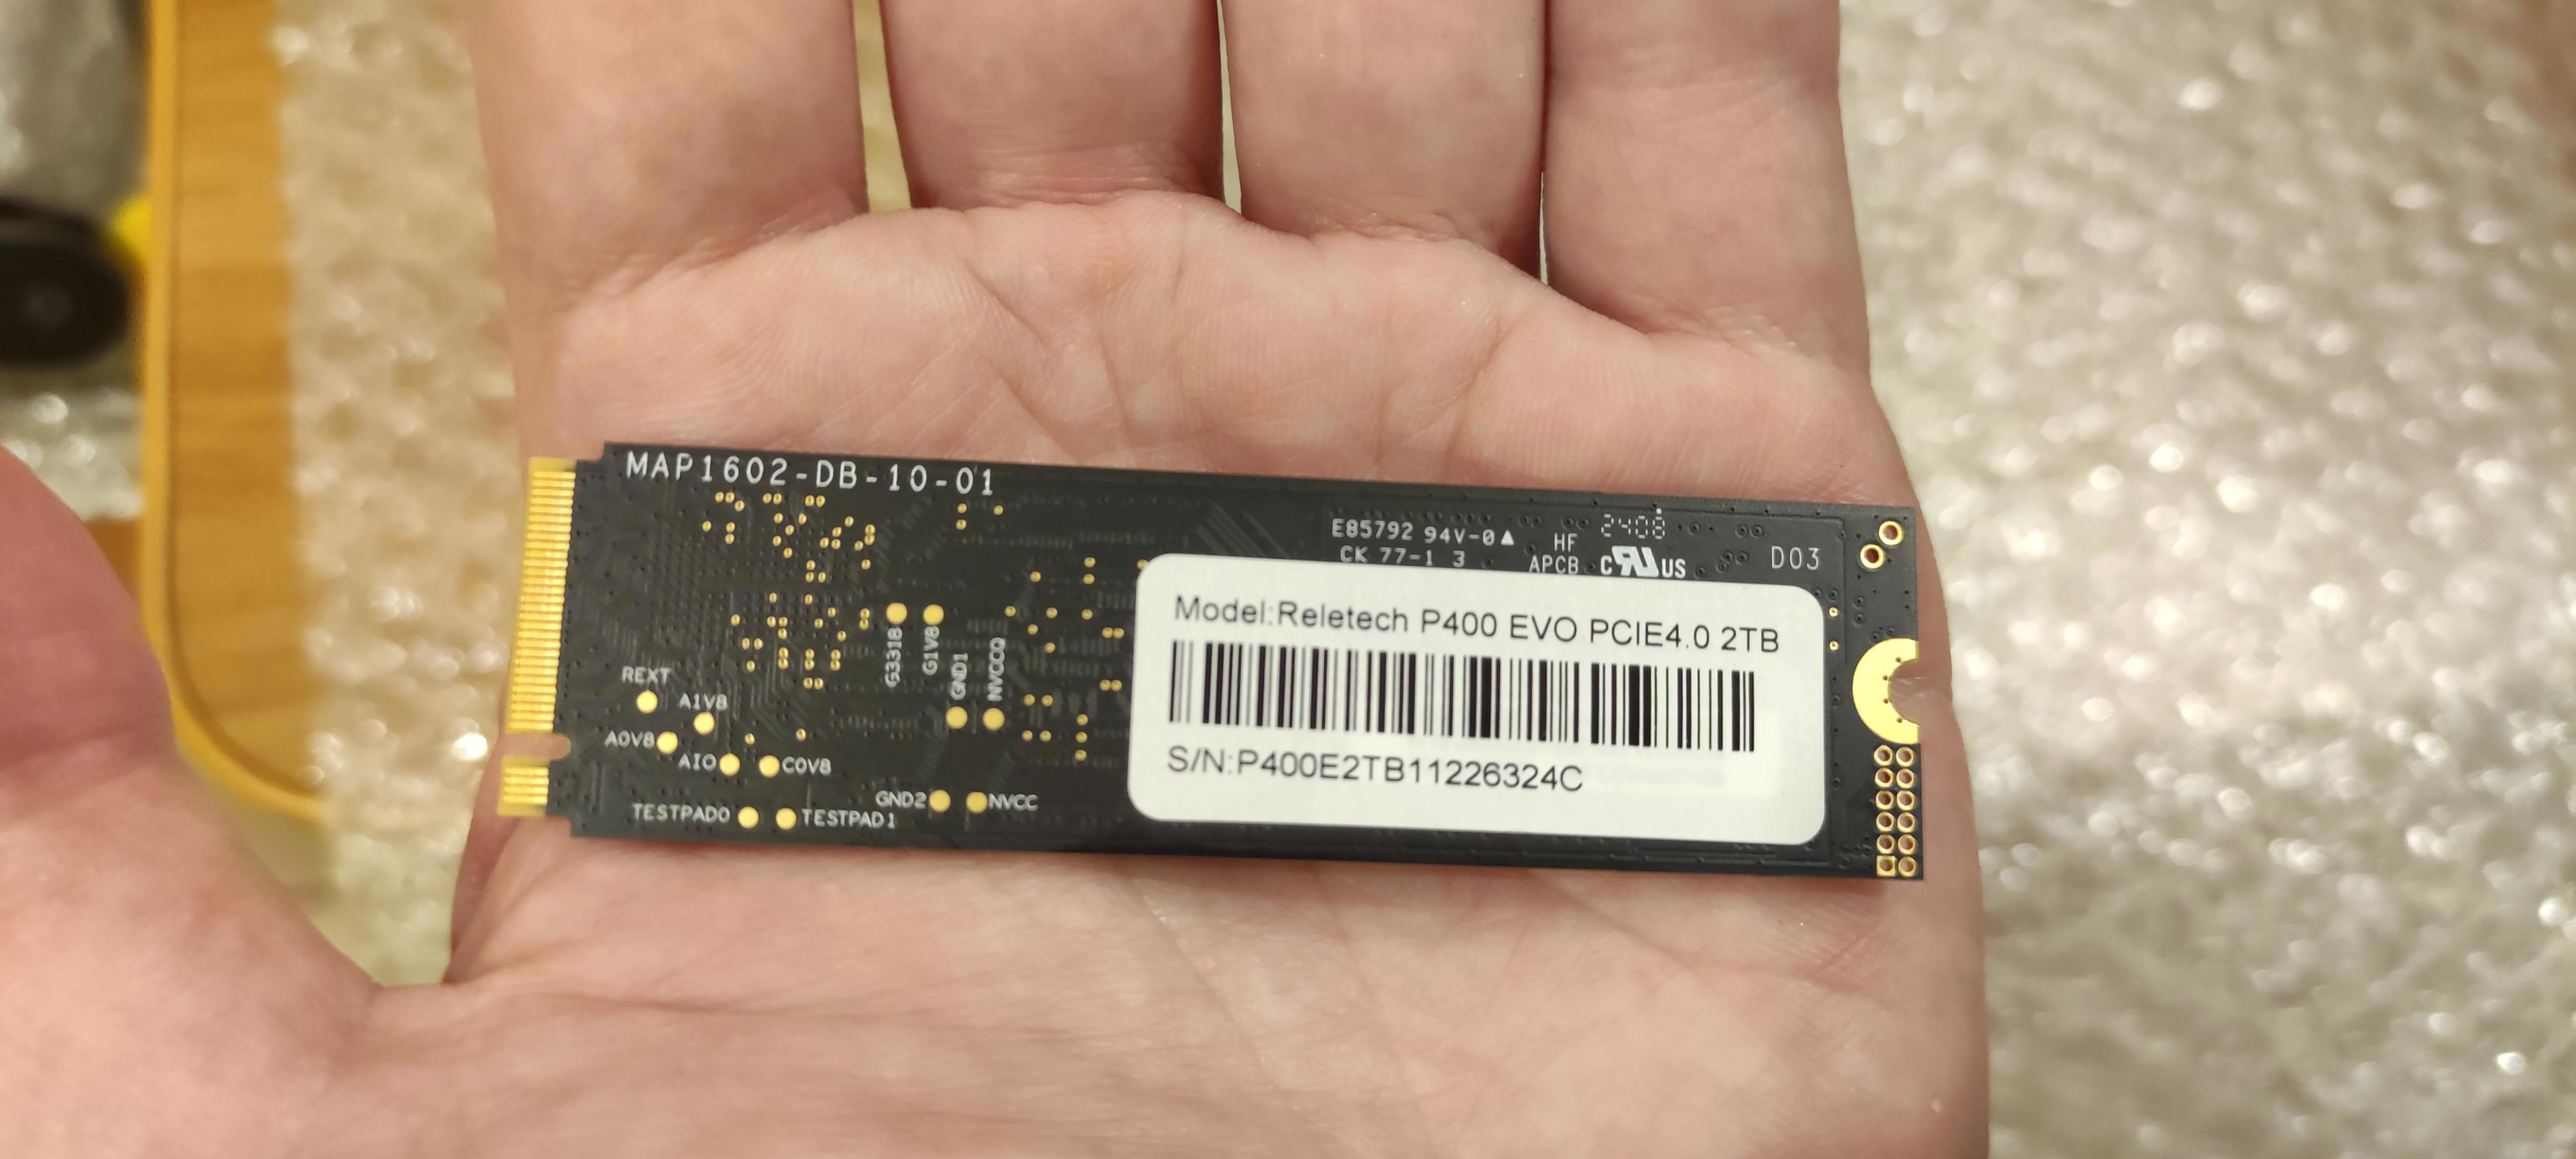 MAP1602-DB-10-01
E85792 94V-0
CK 77-1 3
HF
APCB
2408
C RU US
D03
Model:Reletech P400 EVO PCIE4.0 2TB
S/N:P400E2TB11226324C
G3318
G1V8
GND1
NVCCQ
REXT
A1V8
A0V8
AIO
C0V8
GND2
NVCC
TESTPAD0
TESTPAD1